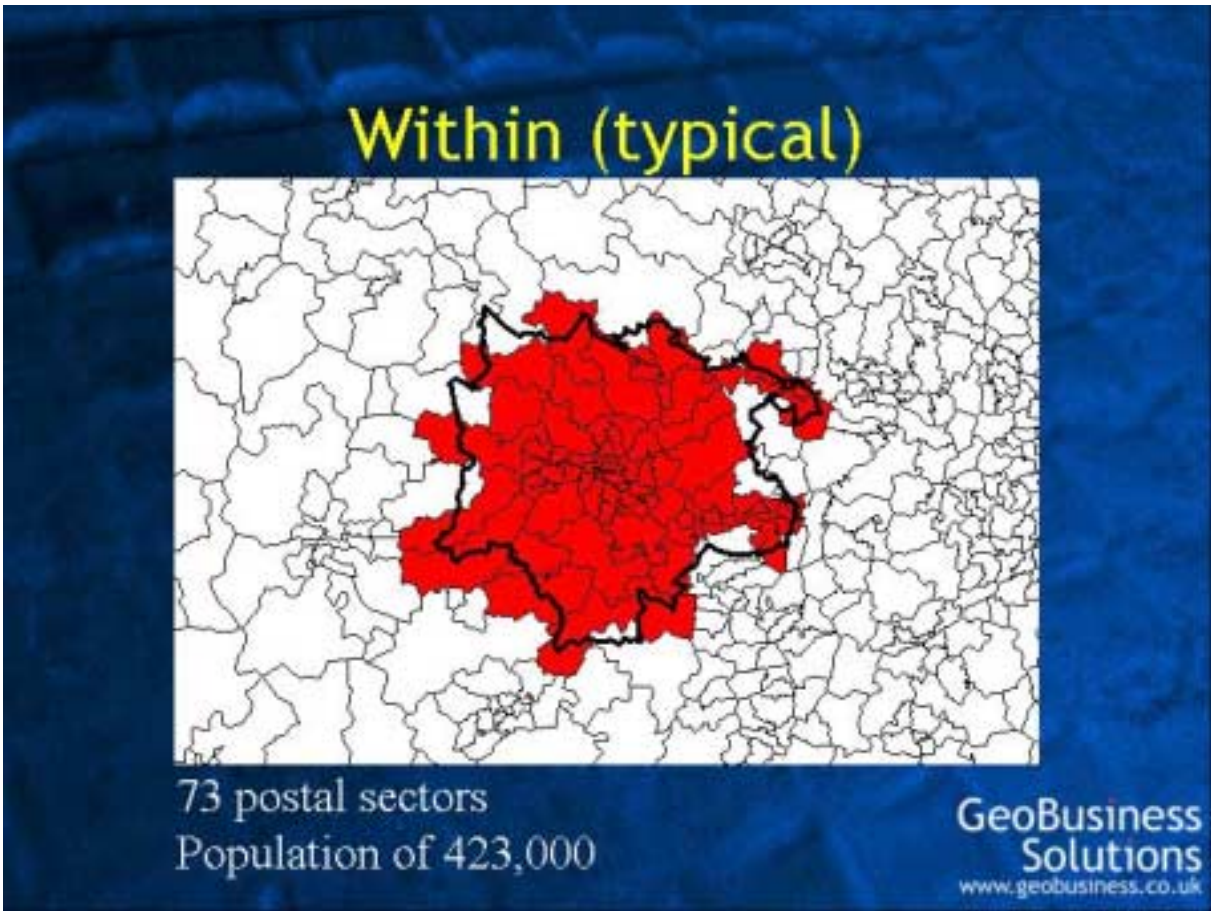 Within (typical)
73 postal sectors
Population of 423,000
GeoBusiness
Solutions
www.geobusiness.co.uk